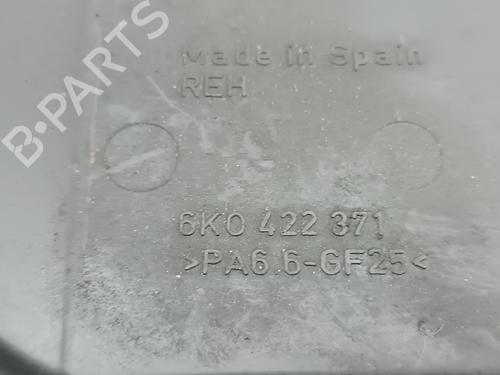 B-PARTS
Made in Spain
REH
6K0 422 371
>PA6.6-GF25<